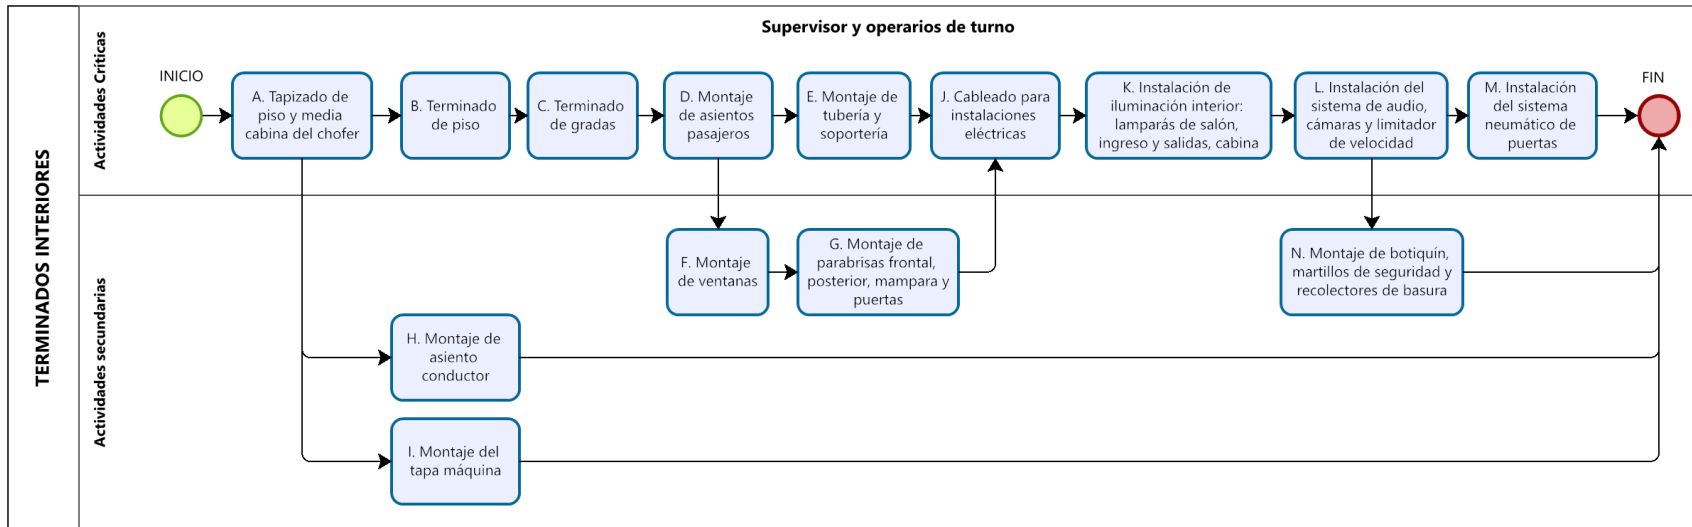 Supervisor y operarios de turno
TERMINADOS INTERIORES
Actividades Críticas
INICIO
A. Tapizado de
piso y media
cabina del chofer
B. Terminado
de piso
C. Terminado
de gradas
D. Montaje
de asientos
pasajeros
E. Montaje de
tubería y
soportería
J. Cableado para
instalaciones
eléctricas
K. Instalación de
iluminación interior:
lamparás de salón,
ingreso y salidas, cabina
L. Instalación del
sistema de audio,
cámaras y limitador
de velocidad
M. Instalación
del sistema
neumático de
puertas
FIN
Actividades secundarias
F. Montaje
de ventanas
G. Montaje de
parabrisas frontal,
posterior, mampara y
puertas
N. Montaje de botiquín,
martillos de seguridad y
recolectores de basura
H. Montaje de
asiento
conductor
I. Montaje del
tapa máquina